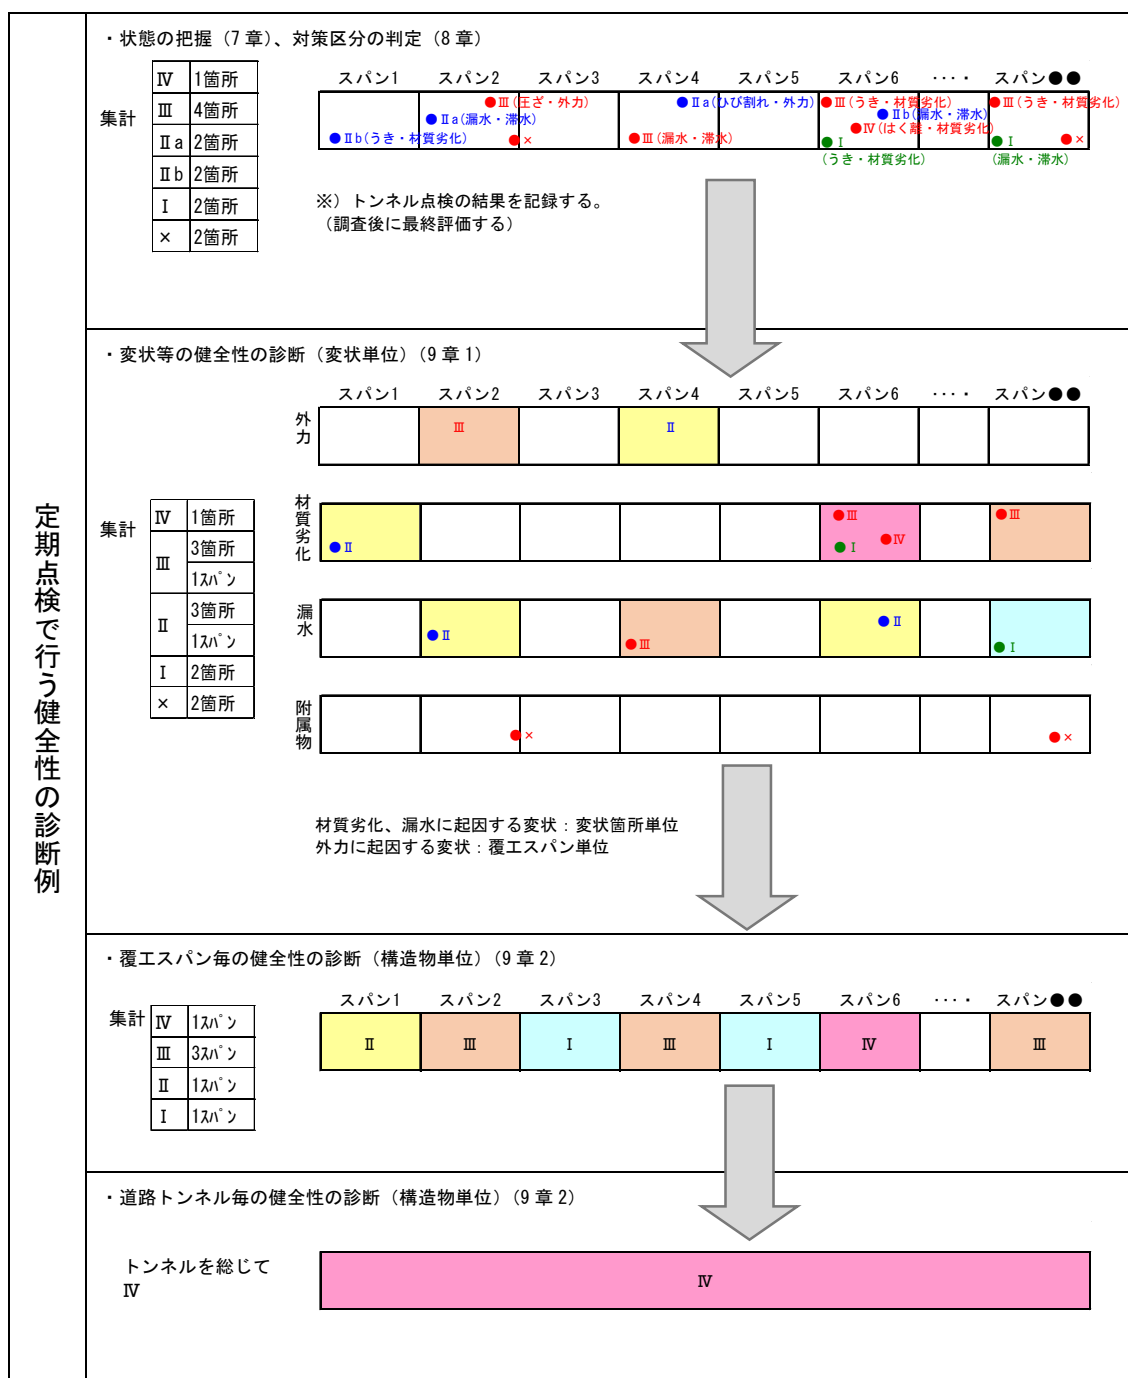 定期点検で行う健全性の診断例
・状態の把握（7章）、対策区分の判定（8章）
集計
Ⅳ 1箇所
Ⅲ 4箇所
Ⅱa 2箇所
Ⅱb 2箇所
Ⅰ 2箇所
× 2箇所
スパン1 スパン2 スパン3 スパン4 スパン5 スパン6 ・・・・ スパン●●
●Ⅲ(圧ざ・外力) ●Ⅱa(ひび割れ・外力) ●Ⅲ(うき・材質劣化) ●Ⅲ(うき・材質劣化)
●Ⅱa(漏水・滞水) ●Ⅱb(漏水・滞水)
●Ⅳ(はく離・材質劣化)
●Ⅱb(うき・材質劣化) ●× ●Ⅲ(漏水・滞水) ●Ⅰ ●Ⅰ ●×
(うき・材質劣化) (漏水・滞水)
※）トンネル点検の結果を記録する。
（調査後に最終評価する）
・変状等の健全性の診断（変状単位）(9章1)
スパン1 スパン2 スパン3 スパン4 スパン5 スパン6 ・・・・ スパン●●
外力
Ⅲ Ⅱ
集計
Ⅳ 1箇所
Ⅲ 3箇所
1ｽﾊﾟﾝ
Ⅱ 3箇所
1ｽﾊﾟﾝ
Ⅰ 2箇所
× 2箇所
材質劣化
●Ⅲ ●Ⅲ
●Ⅱ ●Ⅰ ●Ⅳ
漏水
●Ⅱ ●Ⅲ ●Ⅱ ●Ⅰ
附属物
●× ●×
材質劣化、漏水に起因する変状：変状箇所単位
外力に起因する変状：覆工スパン単位
・覆工スパン毎の健全性の診断（構造物単位）(9章2)
集計
Ⅳ 1ｽﾊﾟﾝ
Ⅲ 3ｽﾊﾟﾝ
Ⅱ 1ｽﾊﾟﾝ
Ⅰ 1ｽﾊﾟﾝ
スパン1 スパン2 スパン3 スパン4 スパン5 スパン6 ・・・・ スパン●●
Ⅱ Ⅲ Ⅰ Ⅲ Ⅰ Ⅳ Ⅲ
・道路トンネル毎の健全性の診断（構造物単位）(9章2)
トンネルを総じて
Ⅳ
Ⅳ